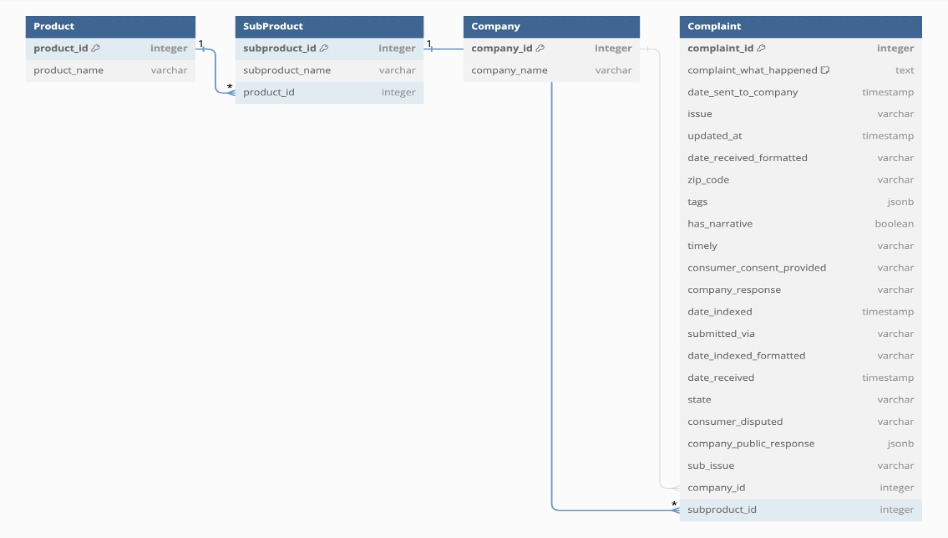 Product
product_id integer
product_name varchar
SubProduct
subproduct_id integer
subproduct_name varchar
product_id integer
Company
company_id integer
company_name varchar
Complaint
complaint_id integer
complaint_what_happened text
date_sent_to_company timestamp
issue varchar
updated_at timestamp
date_received_formatted varchar
zip_code varchar
tags jsonb
has_narrative boolean
timely varchar
consumer_consent_provided varchar
company_response varchar
date_indexed timestamp
submitted_via varchar
date_indexed_formatted varchar
date_received timestamp
state varchar
consumer_disputed varchar
company_public_response jsonb
sub_issue varchar
company_id integer
subproduct_id integer
1
*
1
*